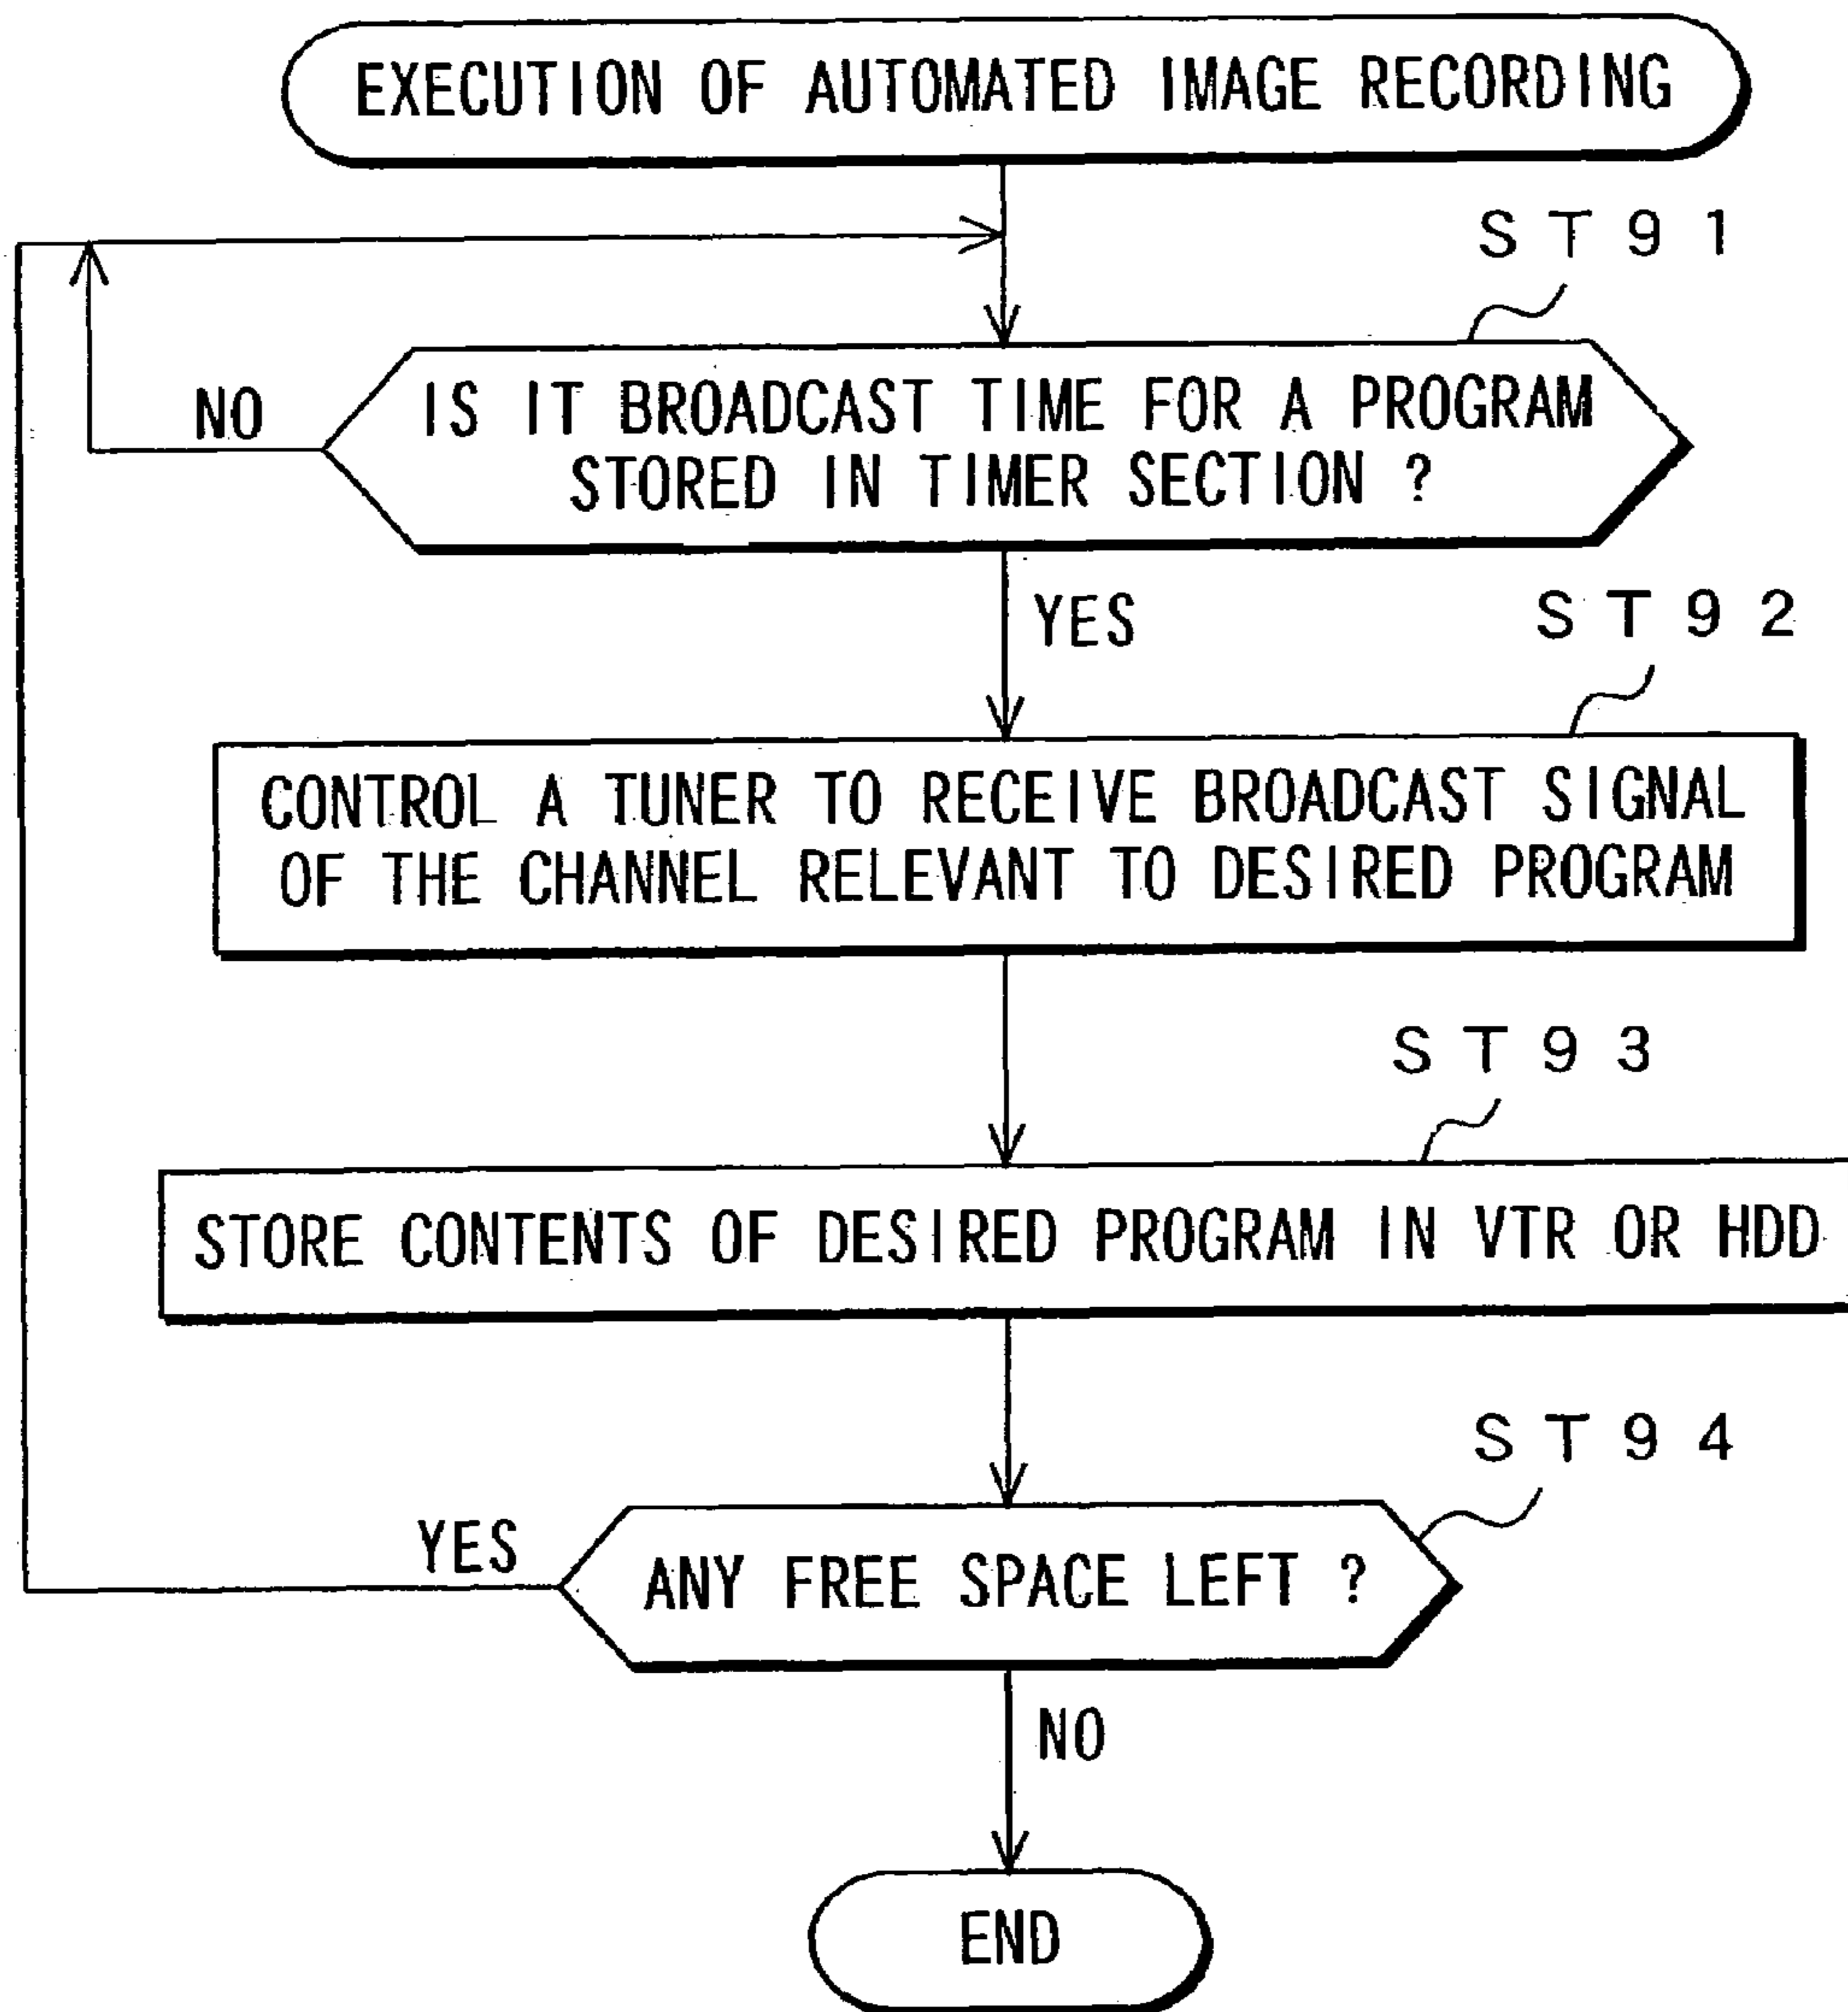 EXECUTION OF AUTOMATED IMAGE RECORDING
ST91
NO
IS IT BROADCAST TIME FOR A PROGRAM
STORED IN TIMER SECTION ?
YES
ST92
CONTROL A TUNER TO RECEIVE BROADCAST SIGNAL
OF THE CHANNEL RELEVANT TO DESIRED PROGRAM
ST93
STORE CONTENTS OF DESIRED PROGRAM IN VTR OR HDD
ST94
YES
ANY FREE SPACE LEFT ?
NO
END